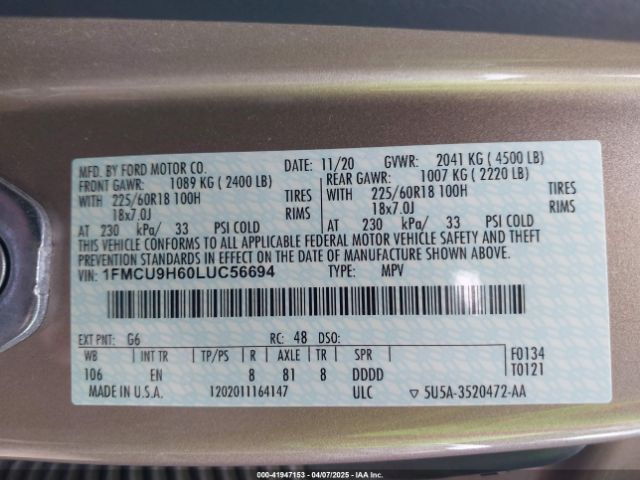 MFD. BY FORD MOTOR CO. DATE: 11/20 GVWR: 2041 KG ( 4500 LB)
FRONT GAWR: 1089 KG ( 2400 LB) REAR GAWR: 1007 KG ( 2220 LB)
WITH 225/60R18 100H TIRES WITH 225/60R18 100H TIRES
18x7.0J RIMS 18x7.0J RIMS
AT 230 kPa/ 33 PSI COLD AT 230 kPa/ 33 PSI COLD
THIS VEHICLE CONFORMS TO ALL APPLICABLE FEDERAL MOTOR VEHICLE SAFETY AND THEFT
PREVENTION STANDARDS IN EFFECT ON THE DATE OF MANUFACTURE SHOWN ABOVE.
VIN: 1FMCU9H60LUC56694 TYPE: MPV
EXT PNT: G6 RC: 48 DSO:
WB INT TR TP/PS R AXLE TR SPR F0134
106 EN 8 81 8 DDDD T0121
MADE IN U.S.A. 1202011164147 ULC ▽ 5U5A-3520472-AA
000-41947153 - 04/07/2025 - IAAI.com